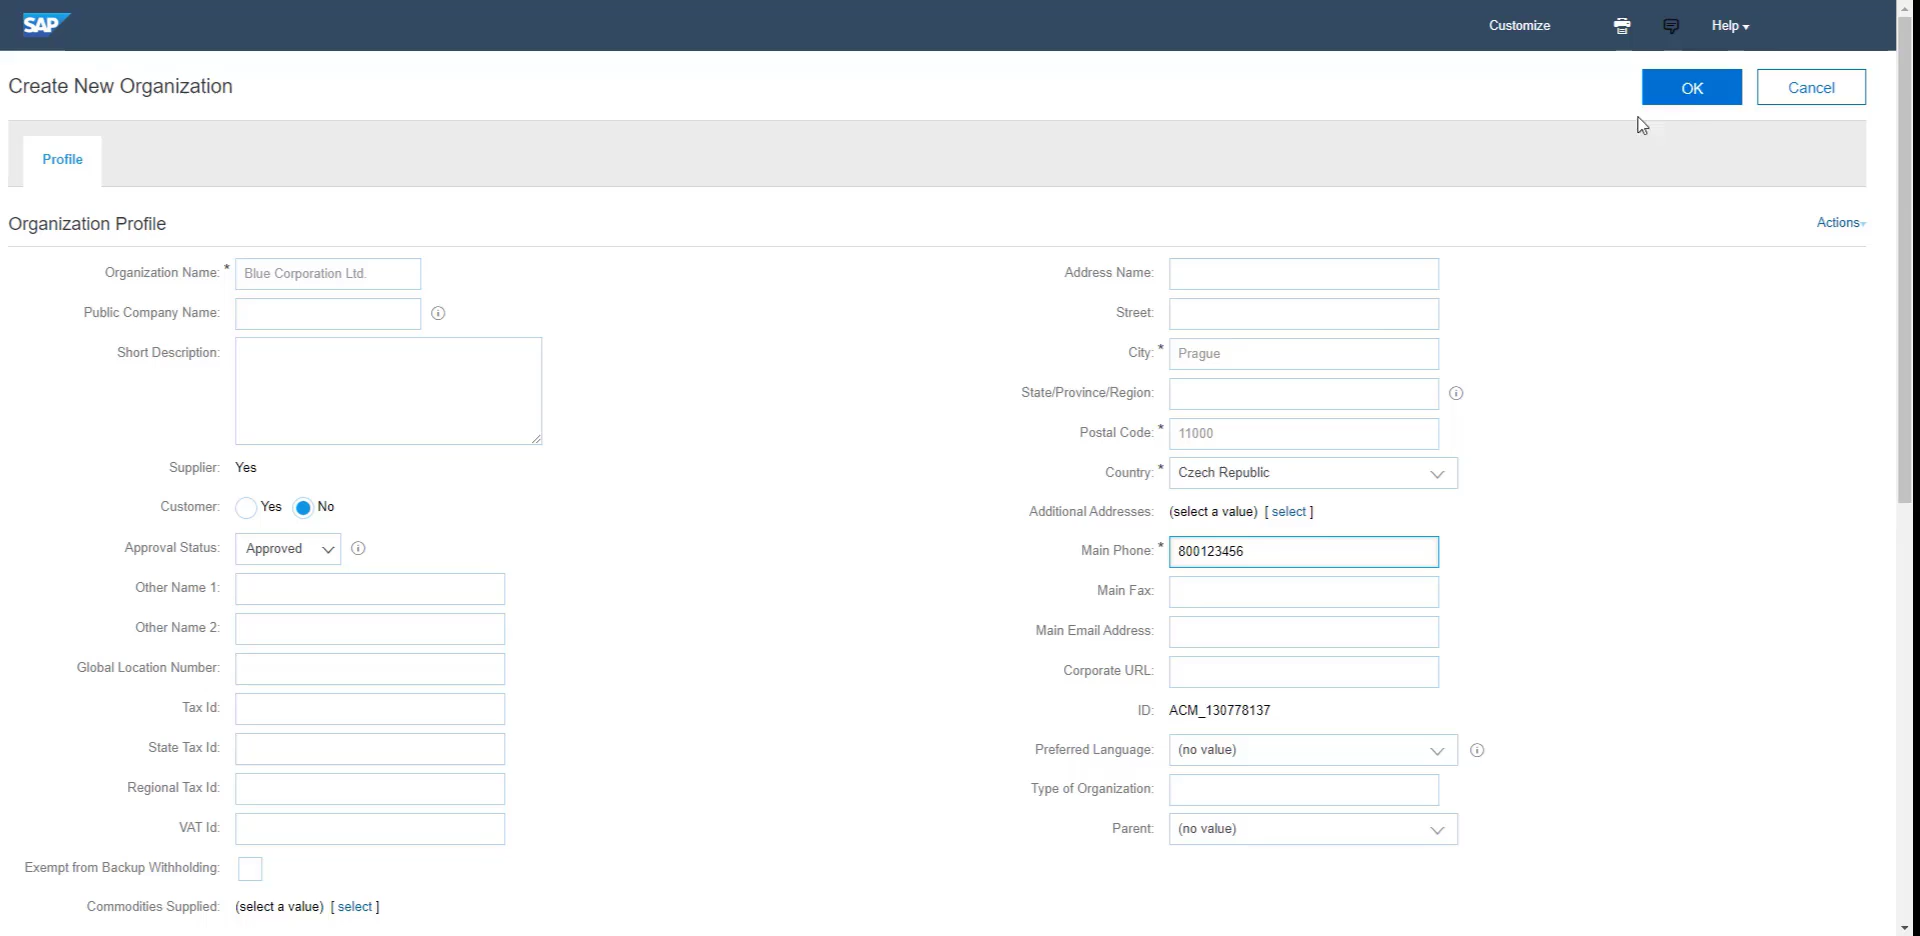 SAP
Customize
Help
Create New Organization
OK
Cancel
Profile
Organization Profile
Actions
Organization Name: *
Blue Corporation Ltd.
Public Company Name:
Short Description:
Supplier:
Yes
Customer:
Yes
No
Approval Status:
Approved
Other Name 1:
Other Name 2:
Global Location Number:
Tax Id:
State Tax Id:
Regional Tax Id:
VAT Id:
Exempt from Backup Withholding:
Commodities Supplied:
(select a value) [ select ]
Address Name:
Street:
City: *
Prague
State/Province/Region:
Postal Code: *
11000
Country: *
Czech Republic
Additional Addresses:
(select a value) [ select ]
Main Phone: *
800123456
Main Fax:
Main Email Address:
Corporate URL:
ID:
ACM_130778137
Preferred Language:
(no value)
Type of Organization:
Parent:
(no value)